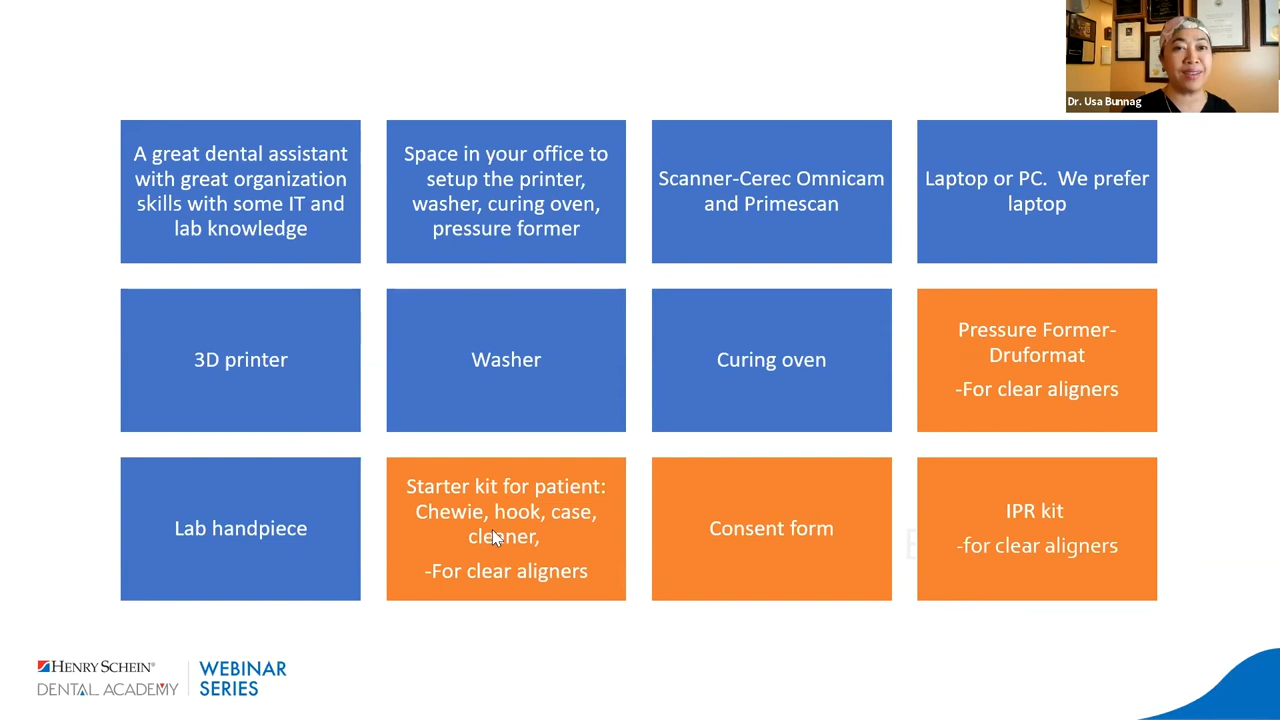 Dr. Usa Bunnag
A great dental assistant
with great organization
skills with some IT and
lab knowledge
Space in your office to
setup the printer,
washer, curing oven,
pressure former
Scanner-Cerec Omnicam
and Primescan
Laptop or PC.  We prefer
laptop
3D printer
Washer
Curing oven
Pressure Former-
Druformat
-For clear aligners
Lab handpiece
Starter kit for patient:
Chewie, hook, case,
cleaner,
-For clear aligners
Consent form
IPR kit
-for clear aligners
HENRY SCHEIN®
DENTAL ACADEMY
WEBINAR
SERIES